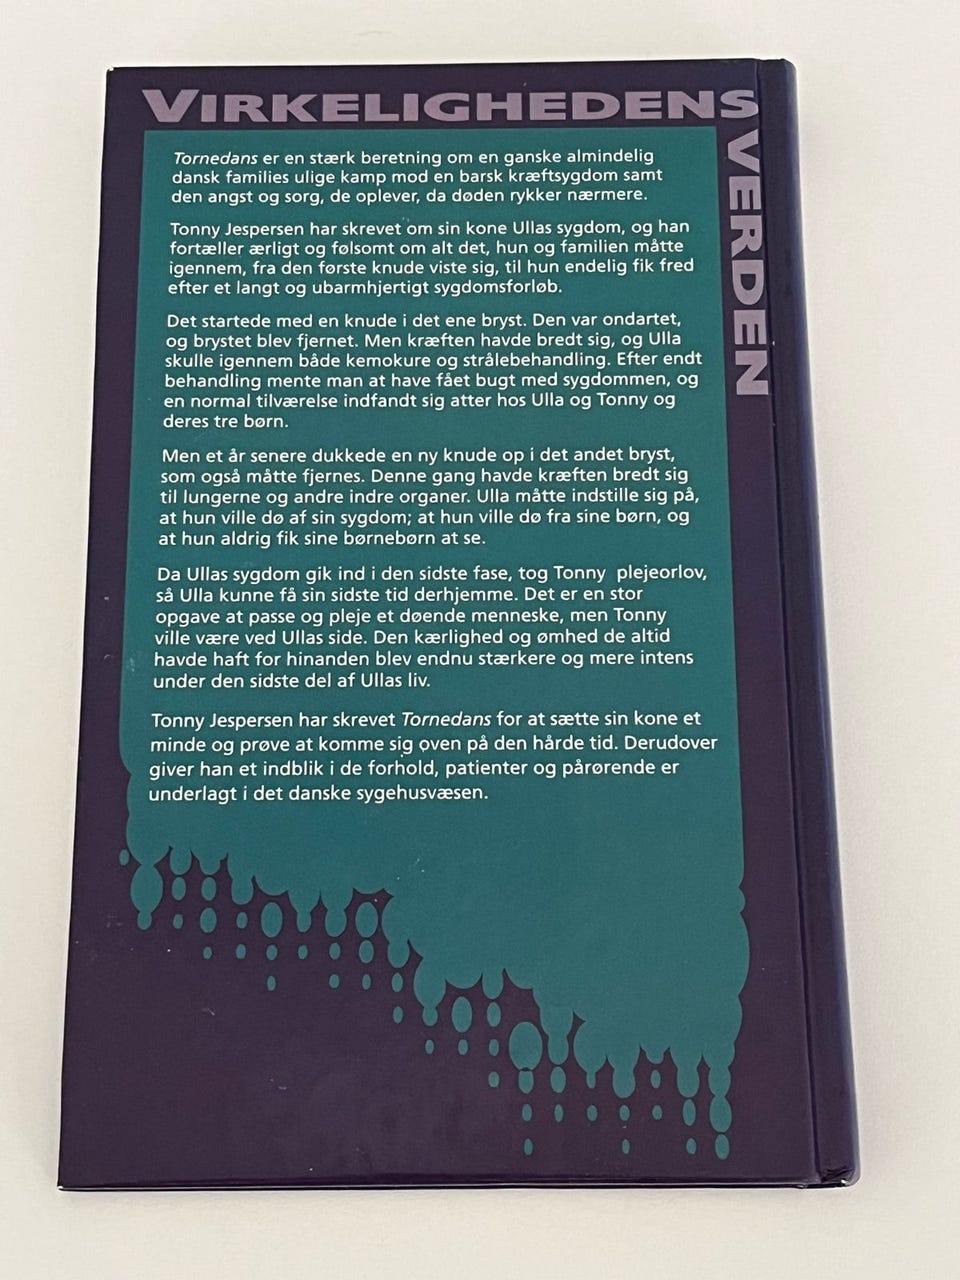 VIRKELIGHEDENS
VERDEN
Tornedans er en stærk beretning om en ganske almindelig
dansk families ulige kamp mod en barsk kræftsygdom samt
den angst og sorg, de oplever, da døden rykker nærmere.
Tonny Jespersen har skrevet om sin kone Ullas sygdom, og han
fortæller ærligt og følsomt om alt det, hun og familien måtte
igennem, fra den første knude viste sig, til hun endelig fik fred
efter et langt og ubarmhjertigt sygdomsforløb.
Det startede med en knude i det ene bryst. Den var ondartet,
og brystet blev fjernet. Men kræften havde bredt sig, og Ulla
skulle igennem både kemokure og strålebehandling. Efter endt
behandling mente man at have fået bugt med sygdommen, og
en normal tilværelse indfandt sig atter hos Ulla og Tonny og
deres tre børn.
Men et år senere dukkede en ny knude op i det andet bryst,
som også måtte fjernes. Denne gang havde kræften bredt sig
til lungerne og andre indre organer. Ulla måtte indstille sig på,
at hun ville dø af sin sygdom; at hun ville dø fra sine børn, og
at hun aldrig fik sine børnebørn at se.
Da Ullas sygdom gik ind i den sidste fase, tog Tonny plejeorlov,
så Ulla kunne få sin sidste tid derhjemme. Det er en stor
opgave at passe og pleje et døende menneske, men Tonny
ville være ved Ullas side. Den kærlighed og ømhed de altid
havde haft for hinanden blev endnu stærkere og mere intens
under den sidste del af Ullas liv.
Tonny Jespersen har skrevet Tornedans for at sætte sin kone et
minde og prøve at komme sig oven på den hårde tid. Derudover
giver han et indblik i de forhold, patienter og pårørende er
underlagt i det danske sygehusvæsen.